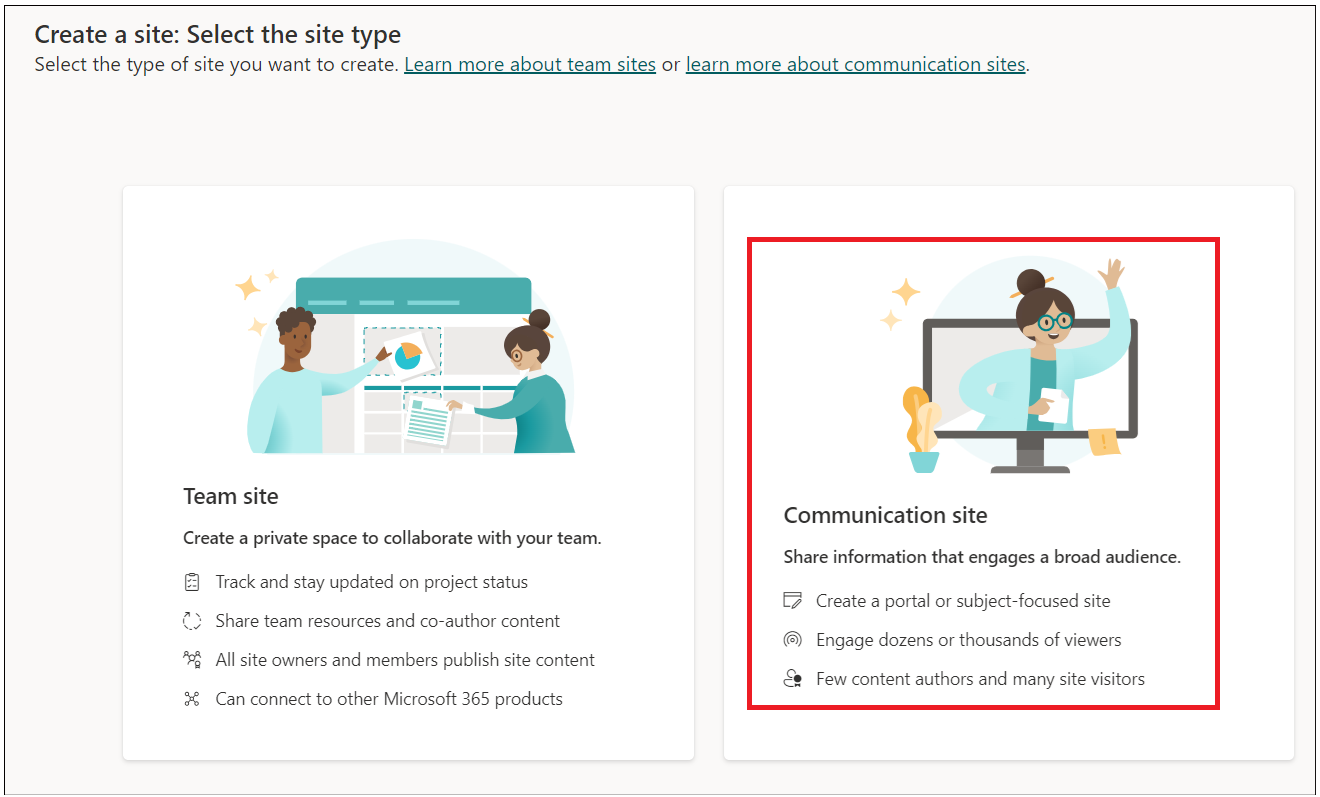 Create a site: Select the site type
Select the type of site you want to create. Learn more about team sites or learn more about communication sites.
Team site
Create a private space to collaborate with your team.
Track and stay updated on project status
Share team resources and co-author content
All site owners and members publish site content
Can connect to other Microsoft 365 products
Communication site
Share information that engages a broad audience.
Create a portal or subject-focused site
Engage dozens or thousands of viewers
Few content authors and many site visitors